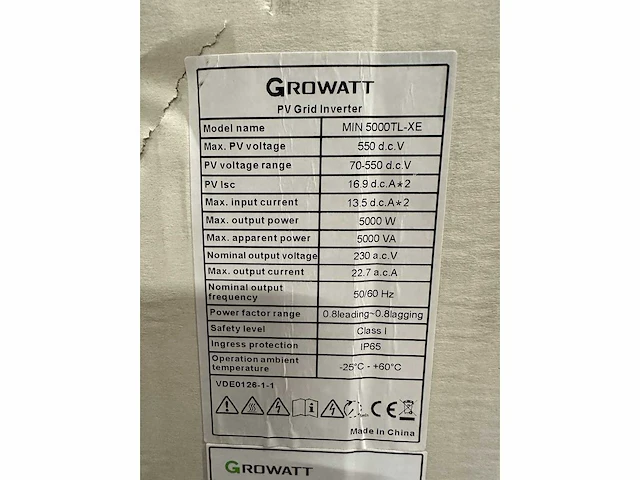 GROWATT
PV Grid Inverter
Model name MIN 5000TL-XE
Max. PV voltage 550 d.c.V
PV voltage range 70-550 d.c.V
PV Isc 16.9 d.c.A*2
Max. input current 13.5 d.c.A*2
Max. output power 5000 W
Max. apparent power 5000 VA
Nominal output voltage 230 a.c.V
Max. output current 22.7 a.c.A
Nominal output
frequency 50/60 Hz
Power factor range 0.8leading~0.8lagging
Safety level Class I
Ingress protection IP65
Operation ambient
temperature -25°C - +60°C
VDE0126-1-1
CE
Made in China
GROWATT